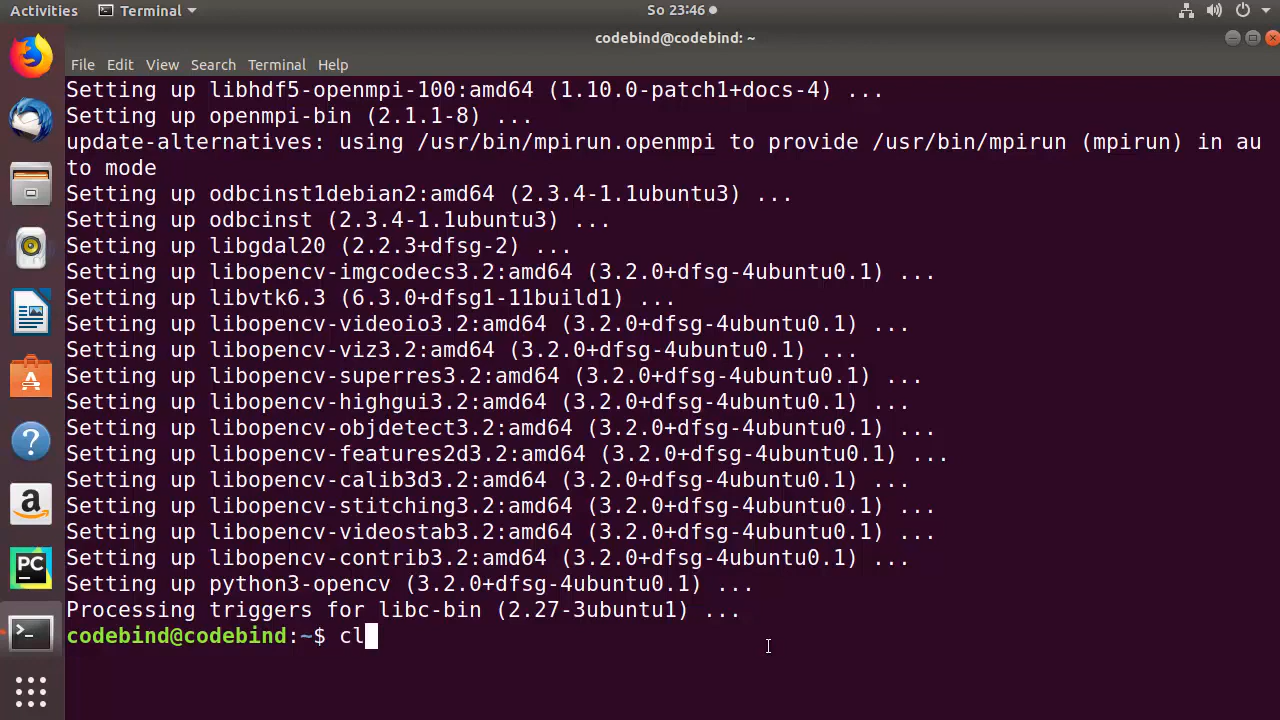 Activities Terminal So 23:46
codebind@codebind: ~
File Edit View Search Terminal Help
Setting up libhdf5-openmpi-100:amd64 (1.10.0-patch1+docs-4) ...
Setting up openmpi-bin (2.1.1-8) ...
update-alternatives: using /usr/bin/mpirun.openmpi to provide /usr/bin/mpirun (mpirun) in au
to mode
Setting up odbcinst1debian2:amd64 (2.3.4-1.1ubuntu3) ...
Setting up odbcinst (2.3.4-1.1ubuntu3) ...
Setting up libgdal20 (2.2.3+dfsg-2) ...
Setting up libopencv-imgcodecs3.2:amd64 (3.2.0+dfsg-4ubuntu0.1) ...
Setting up libvtk6.3 (6.3.0+dfsg1-11build1) ...
Setting up libopencv-videoio3.2:amd64 (3.2.0+dfsg-4ubuntu0.1) ...
Setting up libopencv-viz3.2:amd64 (3.2.0+dfsg-4ubuntu0.1) ...
Setting up libopencv-superres3.2:amd64 (3.2.0+dfsg-4ubuntu0.1) ...
Setting up libopencv-highgui3.2:amd64 (3.2.0+dfsg-4ubuntu0.1) ...
Setting up libopencv-objdetect3.2:amd64 (3.2.0+dfsg-4ubuntu0.1) ...
Setting up libopencv-features2d3.2:amd64 (3.2.0+dfsg-4ubuntu0.1) ...
Setting up libopencv-calib3d3.2:amd64 (3.2.0+dfsg-4ubuntu0.1) ...
Setting up libopencv-stitching3.2:amd64 (3.2.0+dfsg-4ubuntu0.1) ...
Setting up libopencv-videostab3.2:amd64 (3.2.0+dfsg-4ubuntu0.1) ...
Setting up libopencv-contrib3.2:amd64 (3.2.0+dfsg-4ubuntu0.1) ...
Setting up python3-opencv (3.2.0+dfsg-4ubuntu0.1) ...
Processing triggers for libc-bin (2.27-3ubuntu1) ...
codebind@codebind:~$ cl
?
a
PC